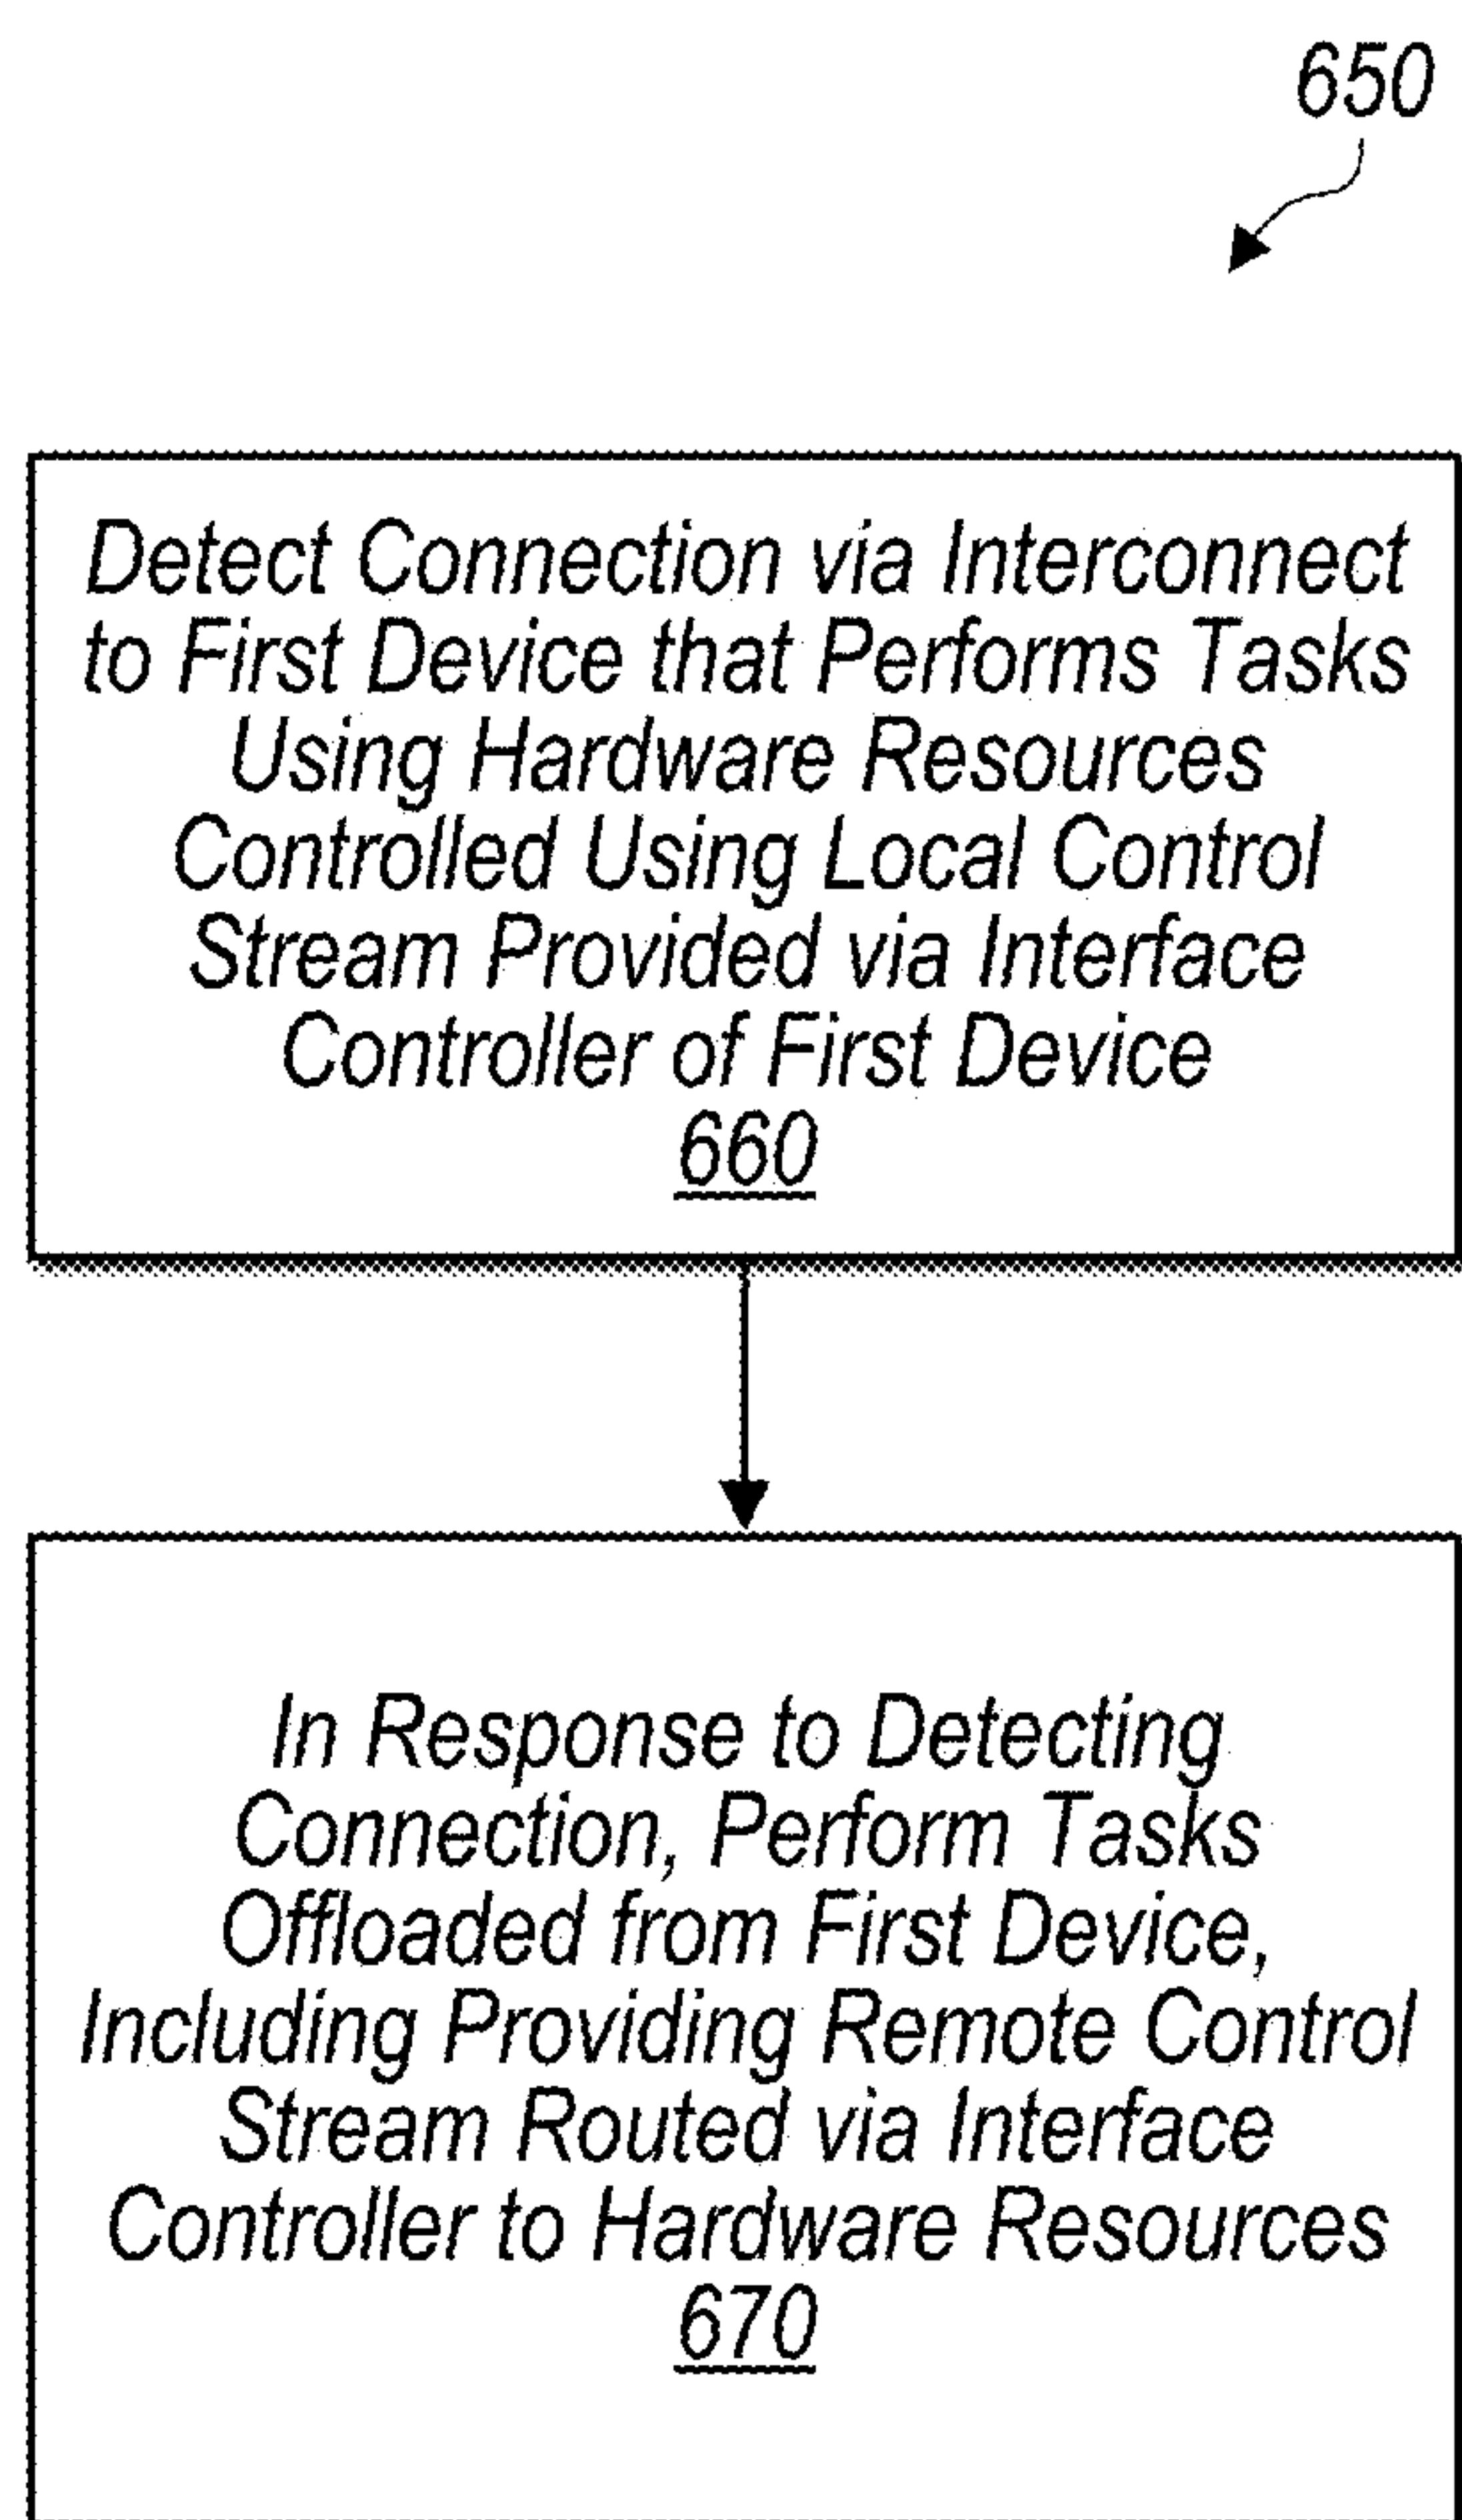 650
Detect Connection via Interconnect
to First Device that Performs Tasks
Using Hardware Resources
Controlled Using Local Control
Stream Provided via Interface
Controller of First Device
660
In Response to Detecting
Connection, Perform Tasks
Offloaded from First Device,
Including Providing Remote Control
Stream Routed via Interface
Controller to Hardware Resources
670